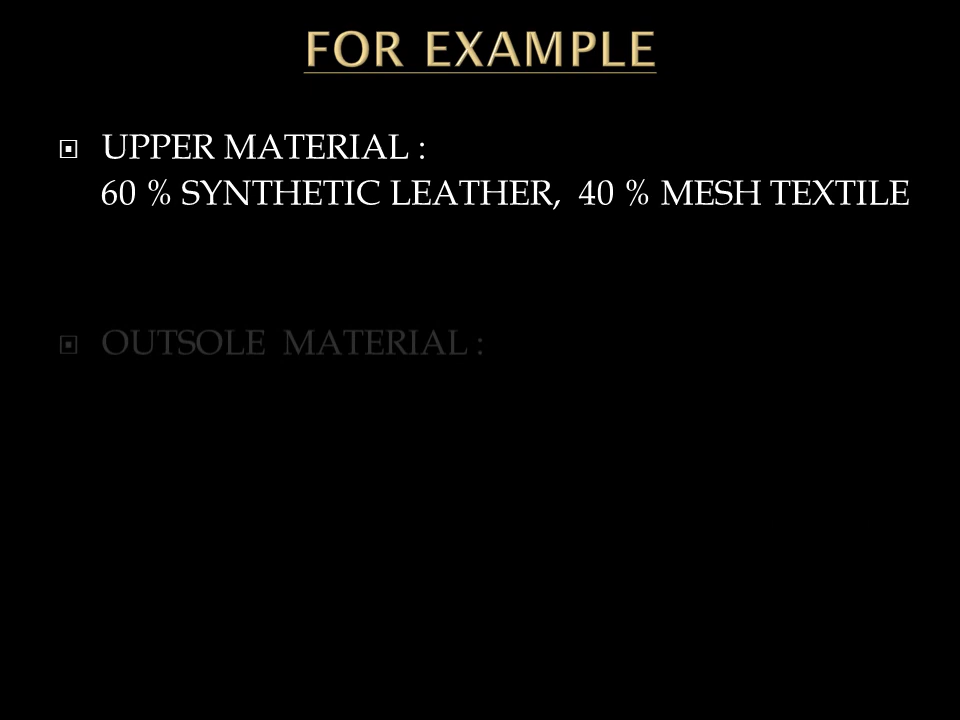 FOR EXAMPLE
UPPER MATERIAL :
60 % SYNTHETIC LEATHER, 40 % MESH TEXTILE
OUTSOLE MATERIAL :